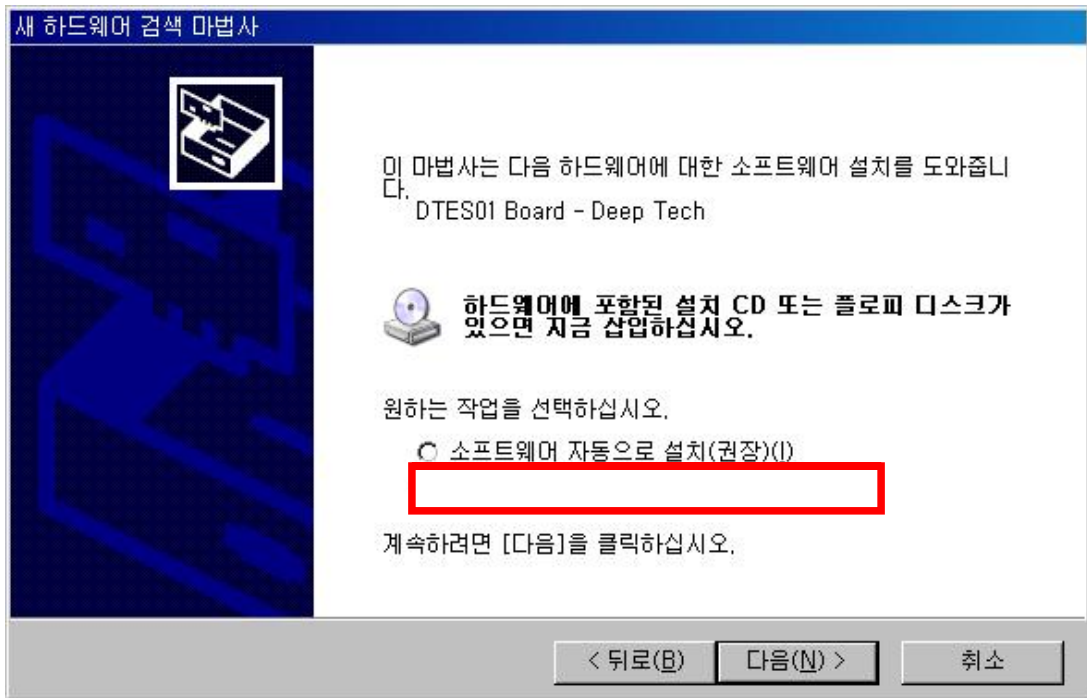 새 하드웨어 검색 마법사
이 마법사는 다음 하드웨어에 대한 소프트웨어 설치를 도와줍니
다.
DTES01 Board - Deep Tech
하드웨어에 포함된 설치 CD 또는 플로피 디스크가
있으면 지금 삽입하십시오.
원하는 작업을 선택하십시오.
소프트웨어 자동으로 설치(권장)(I)
계속하려면 [다음]을 클릭하십시오.
< 뒤로(B)
다음(N) >
취소